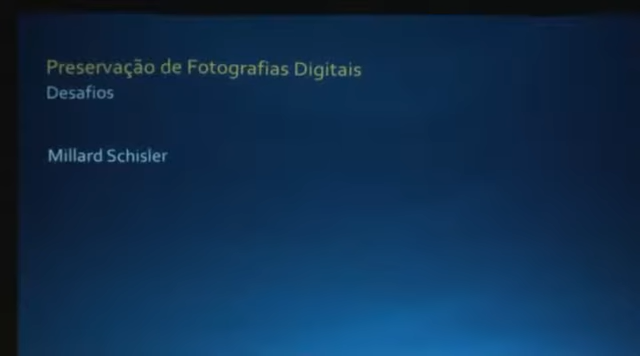 Preservação de Fotografias Digitais
Desafios
Millard Schisler